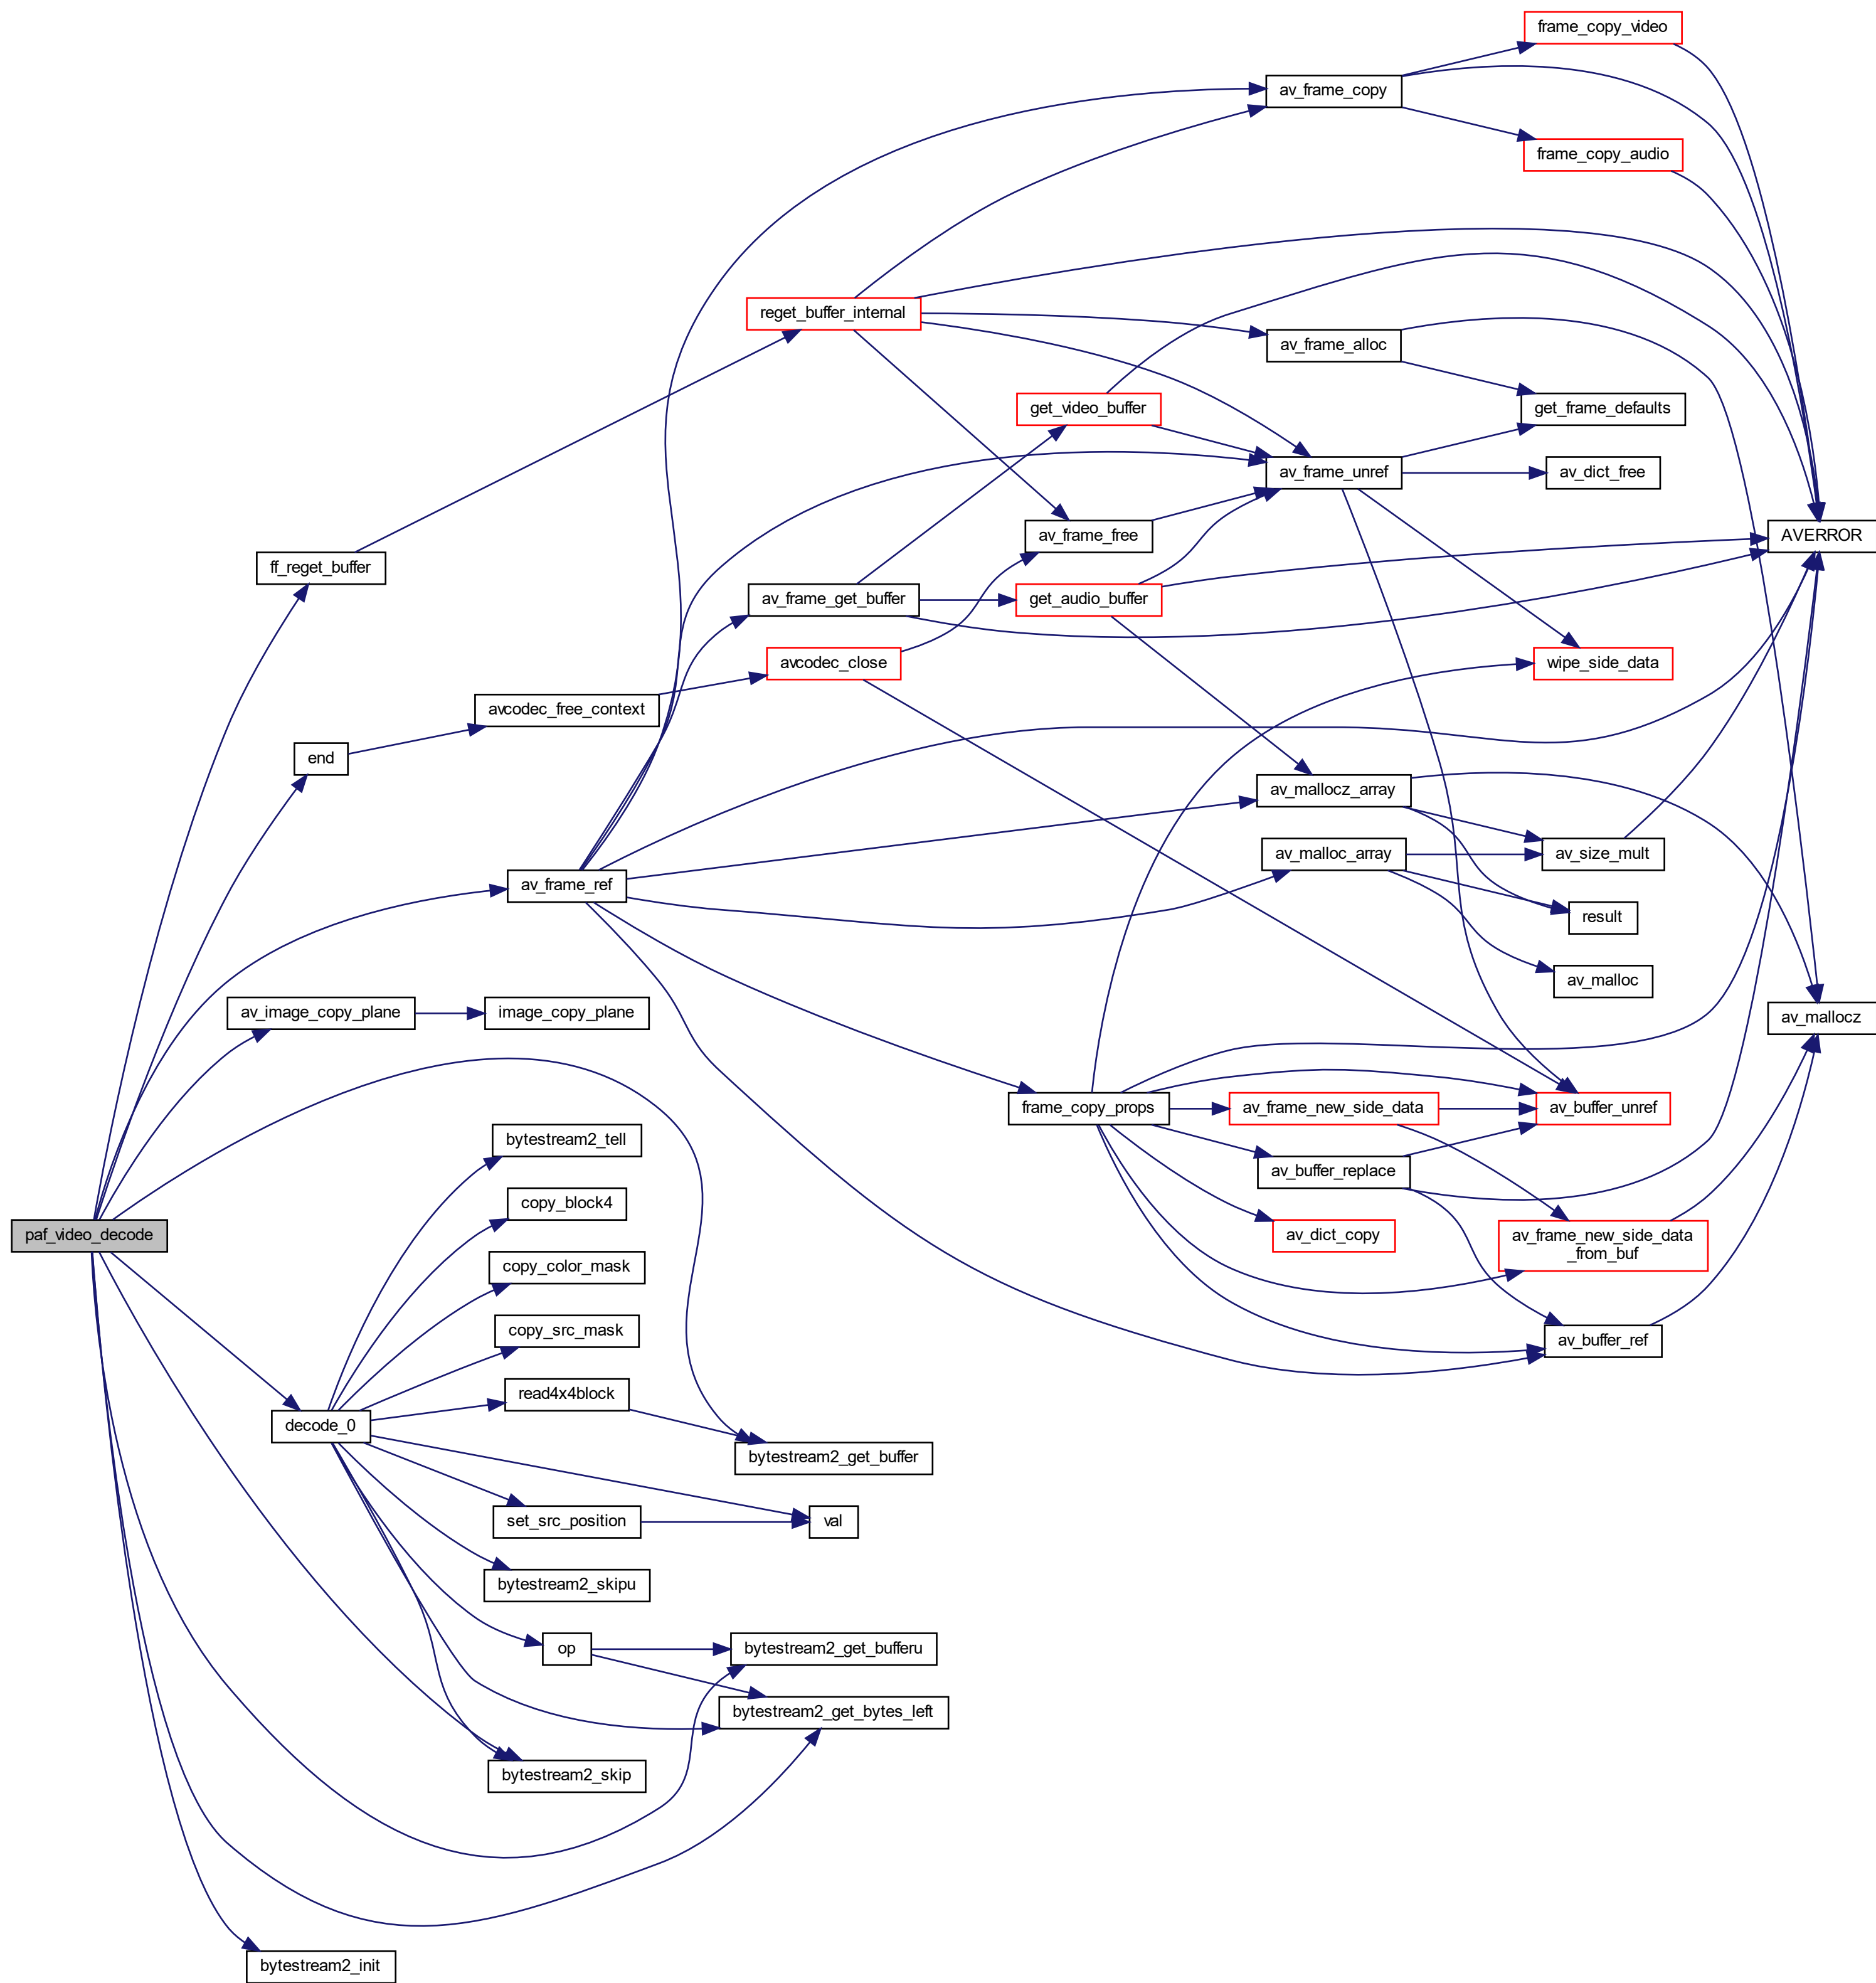 frame_copy_video
av_frame_copy
frame_copy_audio
reget_buffer_internal
av_frame_alloc
get_video_buffer
get_frame_defaults
av_frame_unref
av_dict_free
av_frame_free
AVERROR
ff_reget_buffer
av_frame_get_buffer
get_audio_buffer
avcodec_close
wipe_side_data
avcodec_free_context
end
av_mallocz_array
av_malloc_array
av_size_mult
av_frame_ref
result
av_malloc
av_image_copy_plane
image_copy_plane
av_mallocz
frame_copy_props
av_frame_new_side_data
av_buffer_unref
bytestream2_tell
av_buffer_replace
copy_block4
paf_video_decode
av_dict_copy
av_frame_new_side_data
_from_buf
copy_color_mask
copy_src_mask
av_buffer_ref
read4x4block
decode_0
bytestream2_get_buffer
set_src_position
val
bytestream2_skipu
op
bytestream2_get_bufferu
bytestream2_get_bytes_left
bytestream2_skip
bytestream2_init